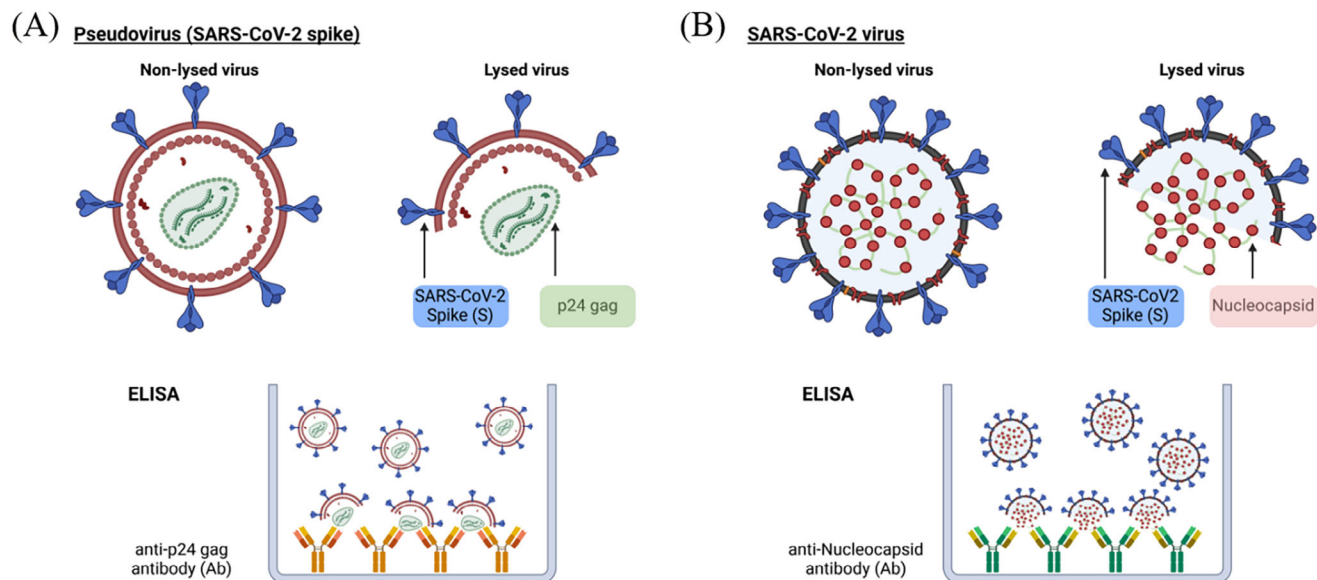 (A)
Pseudovirus (SARS-CoV-2 spike)
Non-lysed virus
Lysed virus
SARS-CoV-2
Spike (S)
p24 gag
ELISA
anti-p24 gag
antibody (Ab)
(B)
SARS-CoV-2 virus
Non-lysed virus
Lysed virus
SARS-CoV2
Spike (S)
Nucleocapsid
ELISA
anti-Nucleocapsid
antibody (Ab)